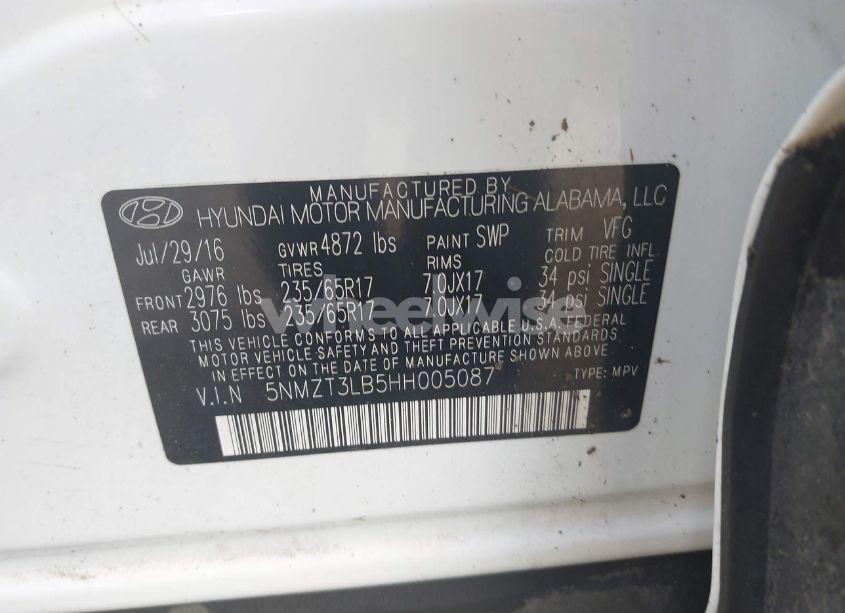 MANUFACTURED BY
HYUNDAI MOTOR MANUFACTURING ALABAMA, LLC
Jul/29/16 GVWR 4872 lbs PAINT SWP TRIM VFG
GAWR TIRES RIMS COLD TIRE INFL.
FRONT 2976 lbs 235/65R17 7.0JX17 34 psi SINGLE
REAR 3075 lbs 235/65R17 7.0JX17 34 psi SINGLE
wheelwise
THIS VEHICLE CONFORMS TO ALL APPLICABLE U.S.A. FEDERAL
MOTOR VEHICLE SAFETY AND THEFT PREVENTION STANDARDS
IN EFFECT ON THE DATE OF MANUFACTURE SHOWN ABOVE.
V.I.N 5NMZT3LB5HH005087 TYPE: MPV